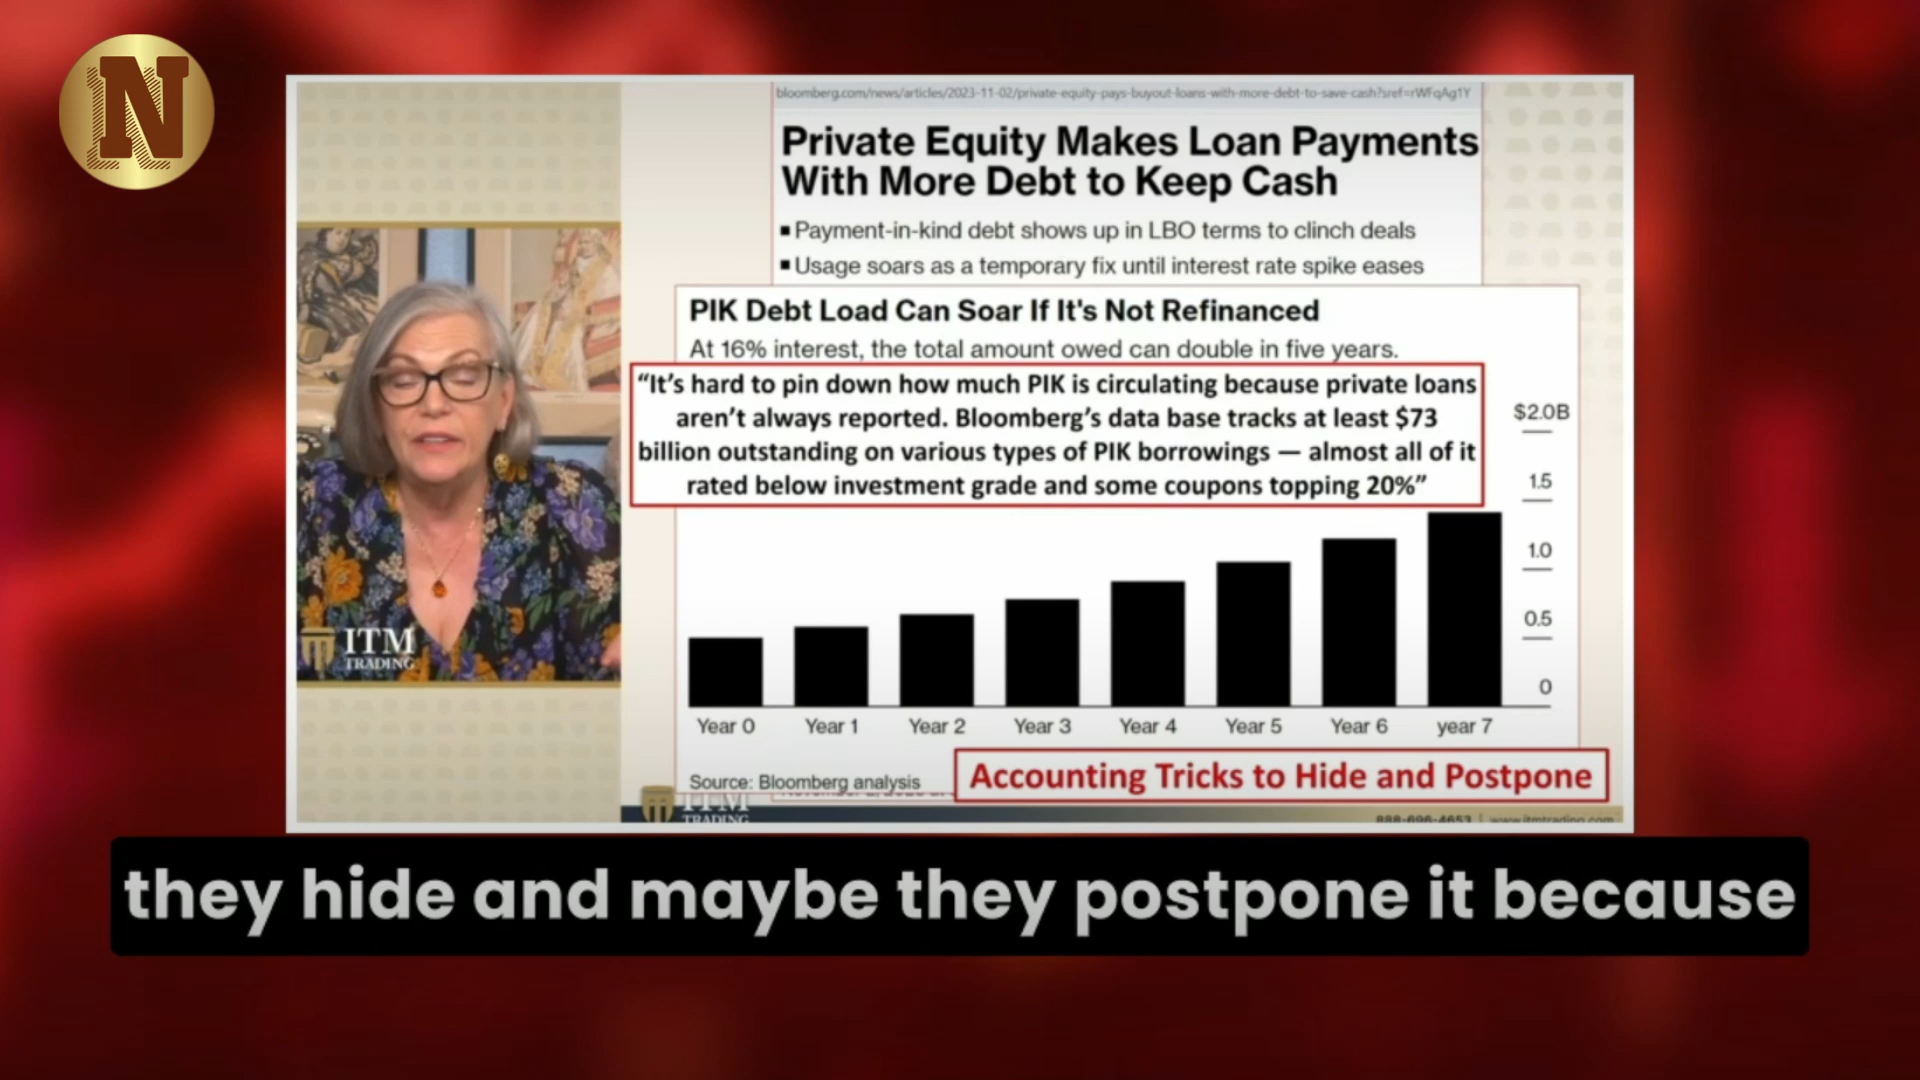 N
bloomberg.com/news/articles/2023-11-02/private-equity-pays-buyout-loans-with-more-debt-to-save-cash?sref=rWFqAg1Y
Private Equity Makes Loan Payments
With More Debt to Keep Cash
▪ Payment-in-kind debt shows up in LBO terms to clinch deals
▪ Usage soars as a temporary fix until interest rate spike eases
PIK Debt Load Can Soar If It's Not Refinanced
At 16% interest, the total amount owed can double in five years.
“It’s hard to pin down how much PIK is circulating because private loans
aren’t always reported. Bloomberg’s data base tracks at least $73
billion outstanding on various types of PIK borrowings — almost all of it
rated below investment grade and some coupons topping 20%”
$2.0B
1.5
1.0
0.5
0
Year 0 Year 1 Year 2 Year 3 Year 4 Year 5 Year 6 year 7
Source: Bloomberg analysis
Accounting Tricks to Hide and Postpone
ITM
TRADING
ITM
TRADING
888-696-4653 | www.itmtrading.com
they hide and maybe they postpone it because